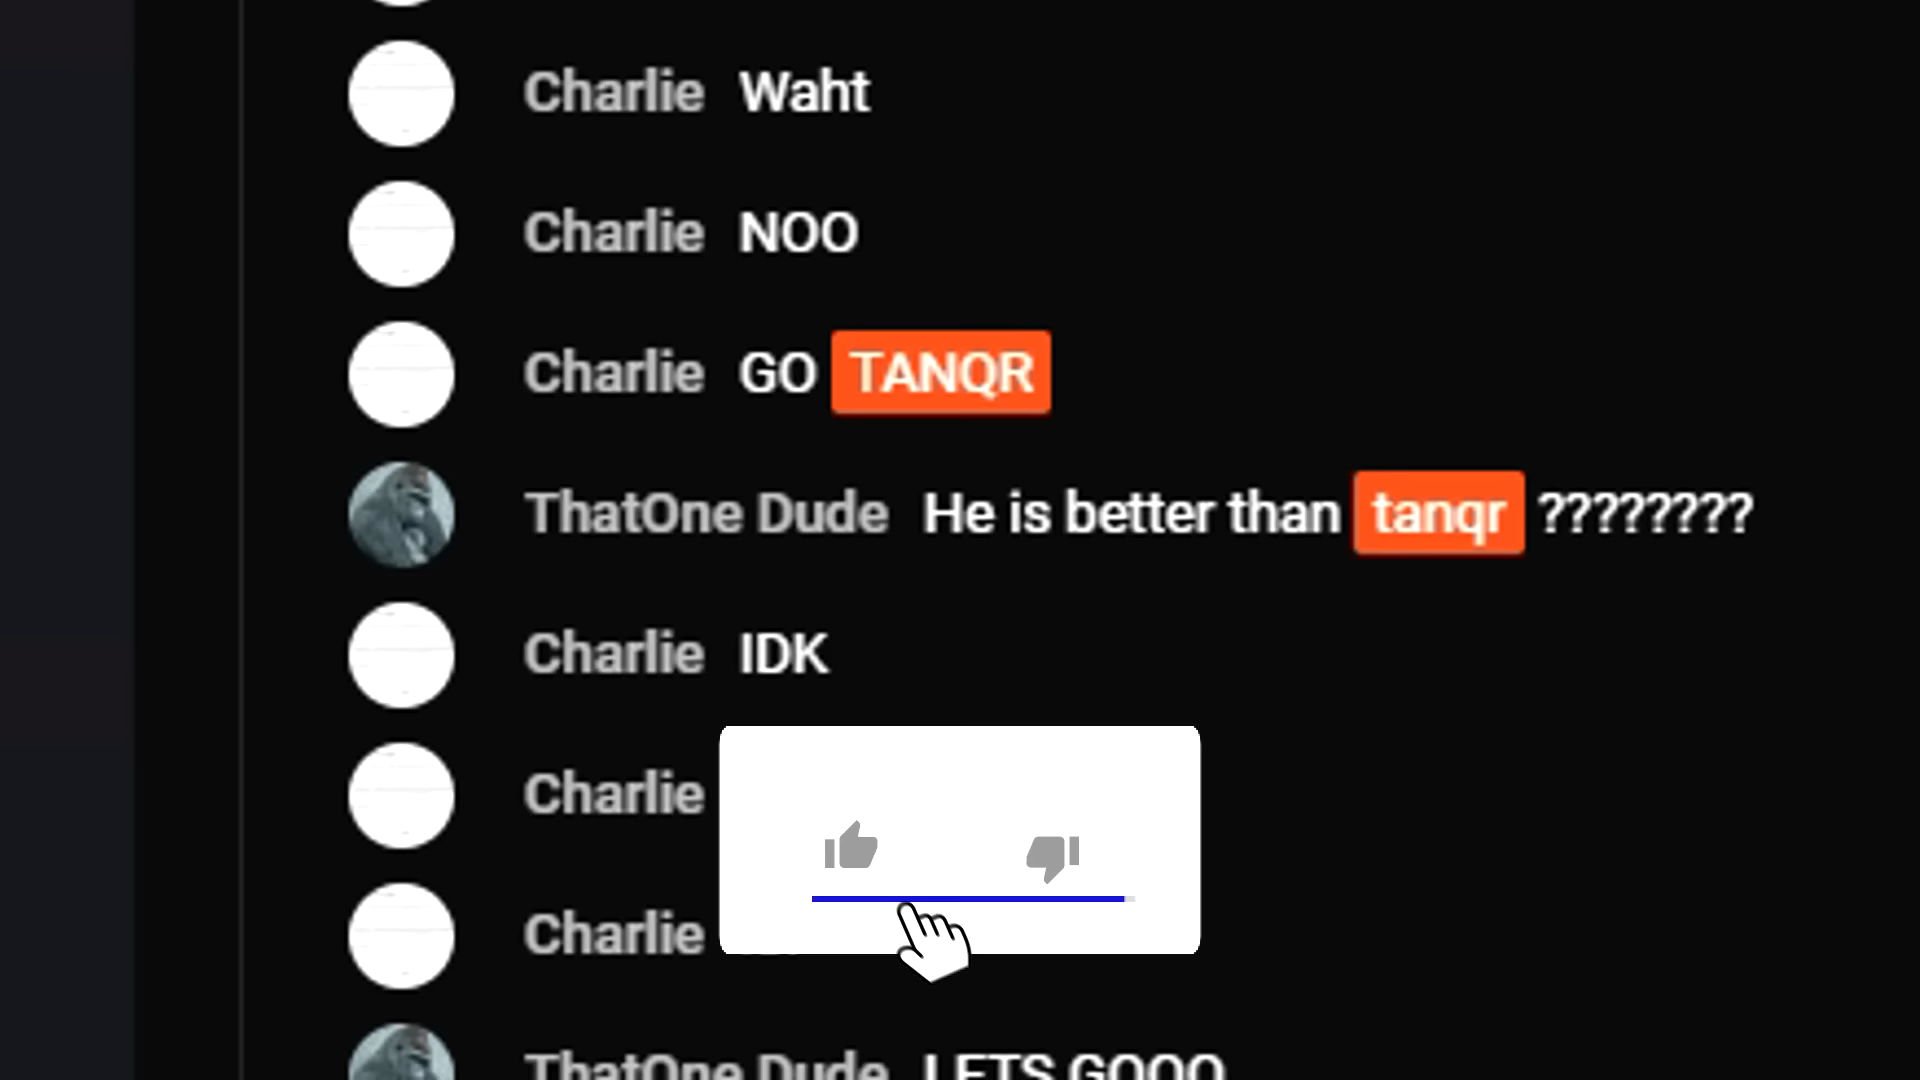 Charlie Waht
Charlie NOO
Charlie GO TANQR
ThatOne Dude He is better than tanqr ????????
Charlie IDK
Charlie
Charlie
ThatOne Dude LETS GOOO